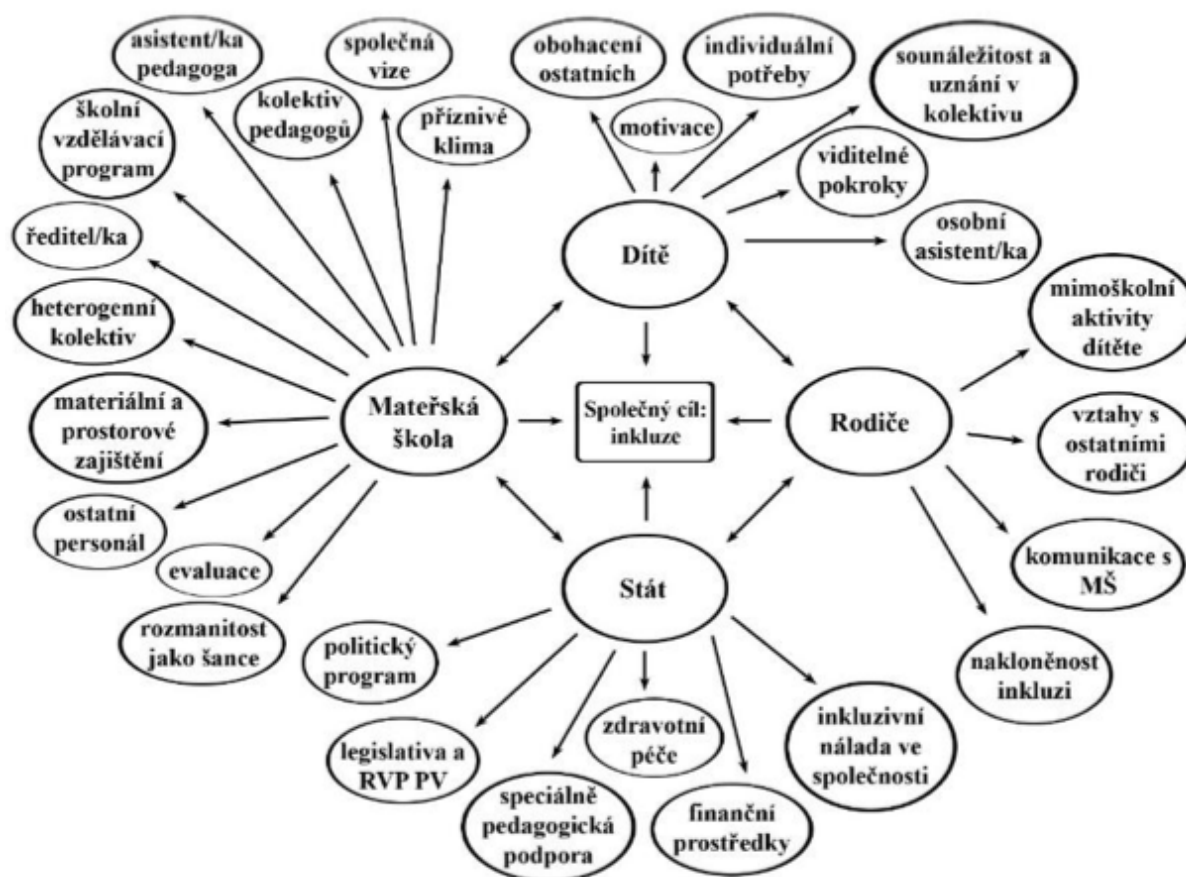 asistent/ka
pedagoga
společná
vize
obohacení
ostatních
individuální
potřeby
sounáležitost a
uznání v
kolektivu
školní
vzdělávací
program
kolektiv
pedagogů
příznivé
klima
motivace
viditelné
pokroky
ředitel/ka
Dítě
osobní
asistent/ka
heterogenní
kolektiv
mimoškolní
aktivity
dítěte
materiální a
prostorové
zajištění
Mateřská
škola
Společný cíl:
inkluze
Rodiče
vztahy s
ostatními
rodiči
ostatní
personál
evaluace
Stát
komunikace s
MŠ
rozmanitost
jako šance
politický
program
nakloněnost
inkluzi
legislativa a
RVP PV
zdravotní
péče
inkluzivní
nálada ve
společnosti
speciálně
pedagogická
podpora
finanční
prostředky